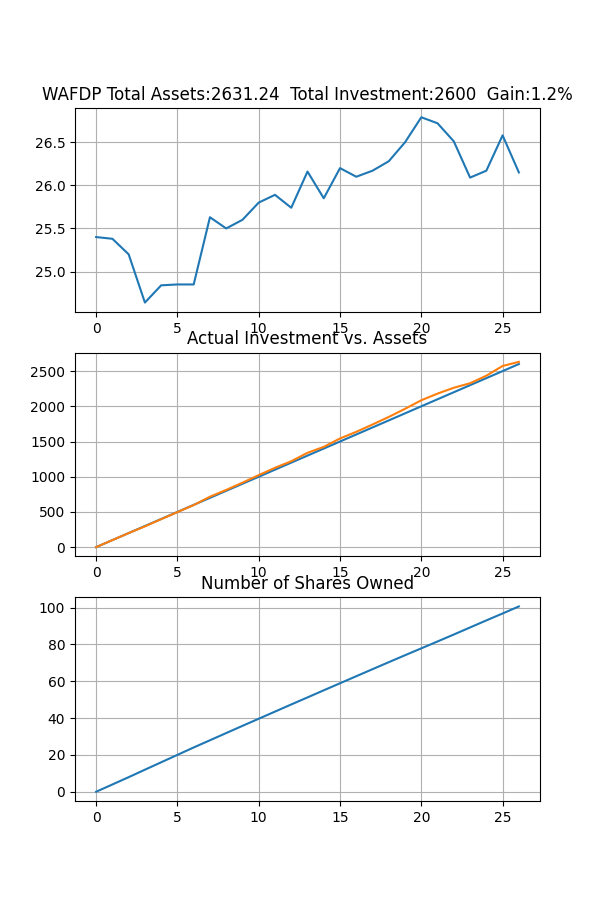 WAFDP Total Assets:2631.24  Total Investment:2600  Gain:1.2%
26.5
26.0
25.5
25.0
0 5 10 15 20 25
Actual Investment vs. Assets
2500
2000
1500
1000
500
0
0 5 10 15 20 25
Number of Shares Owned
100
80
60
40
20
0
0 5 10 15 20 25